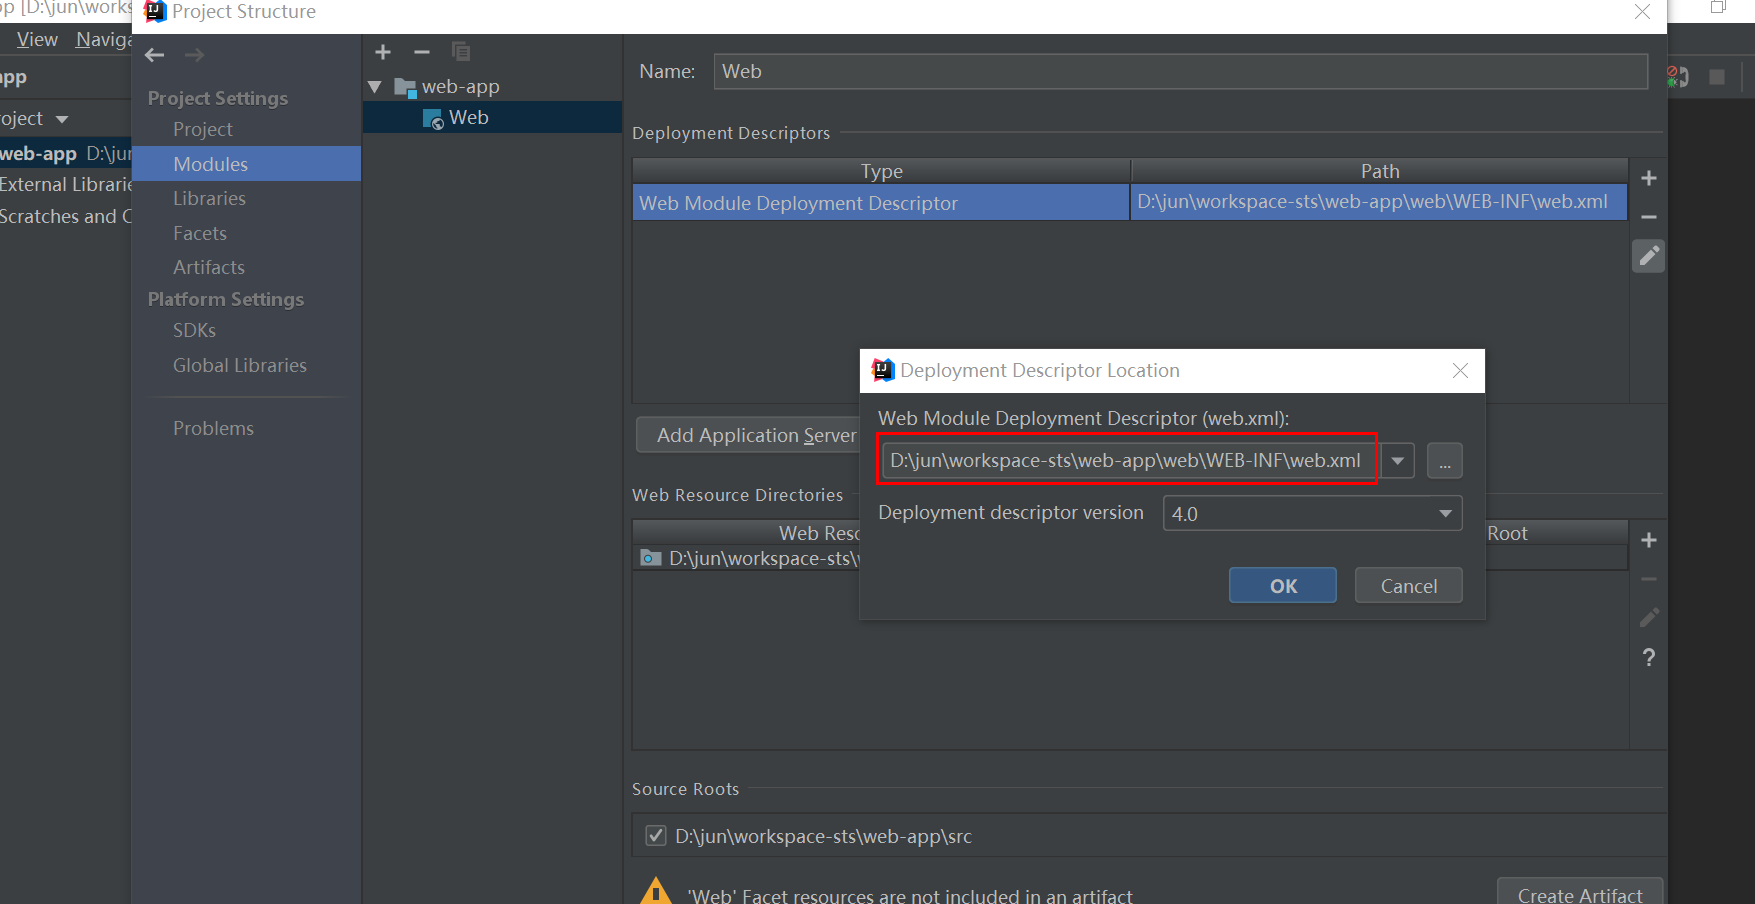 op [D:\jun\works
Project Structure
View Naviga
app
oject
web-app D:\jun
External Librarie
Scratches and C
Project Settings
Project
Modules
Libraries
Facets
Artifacts
Platform Settings
SDKs
Global Libraries
Problems
web-app
Web
Name: Web
Deployment Descriptors
Type Path
Web Module Deployment Descriptor D:\jun\workspace-sts\web-app\web\WEB-INF\web.xml
Add Application Server
Web Resource Directories
Web Reso Root
D:\jun\workspace-sts\
Deployment Descriptor Location
Web Module Deployment Descriptor (web.xml):
D:\jun\workspace-sts\web-app\web\WEB-INF\web.xml ...
Deployment descriptor version 4.0
OK Cancel
Source Roots
D:\jun\workspace-sts\web-app\src
'Web' Facet resources are not included in an artifact Create Artifact